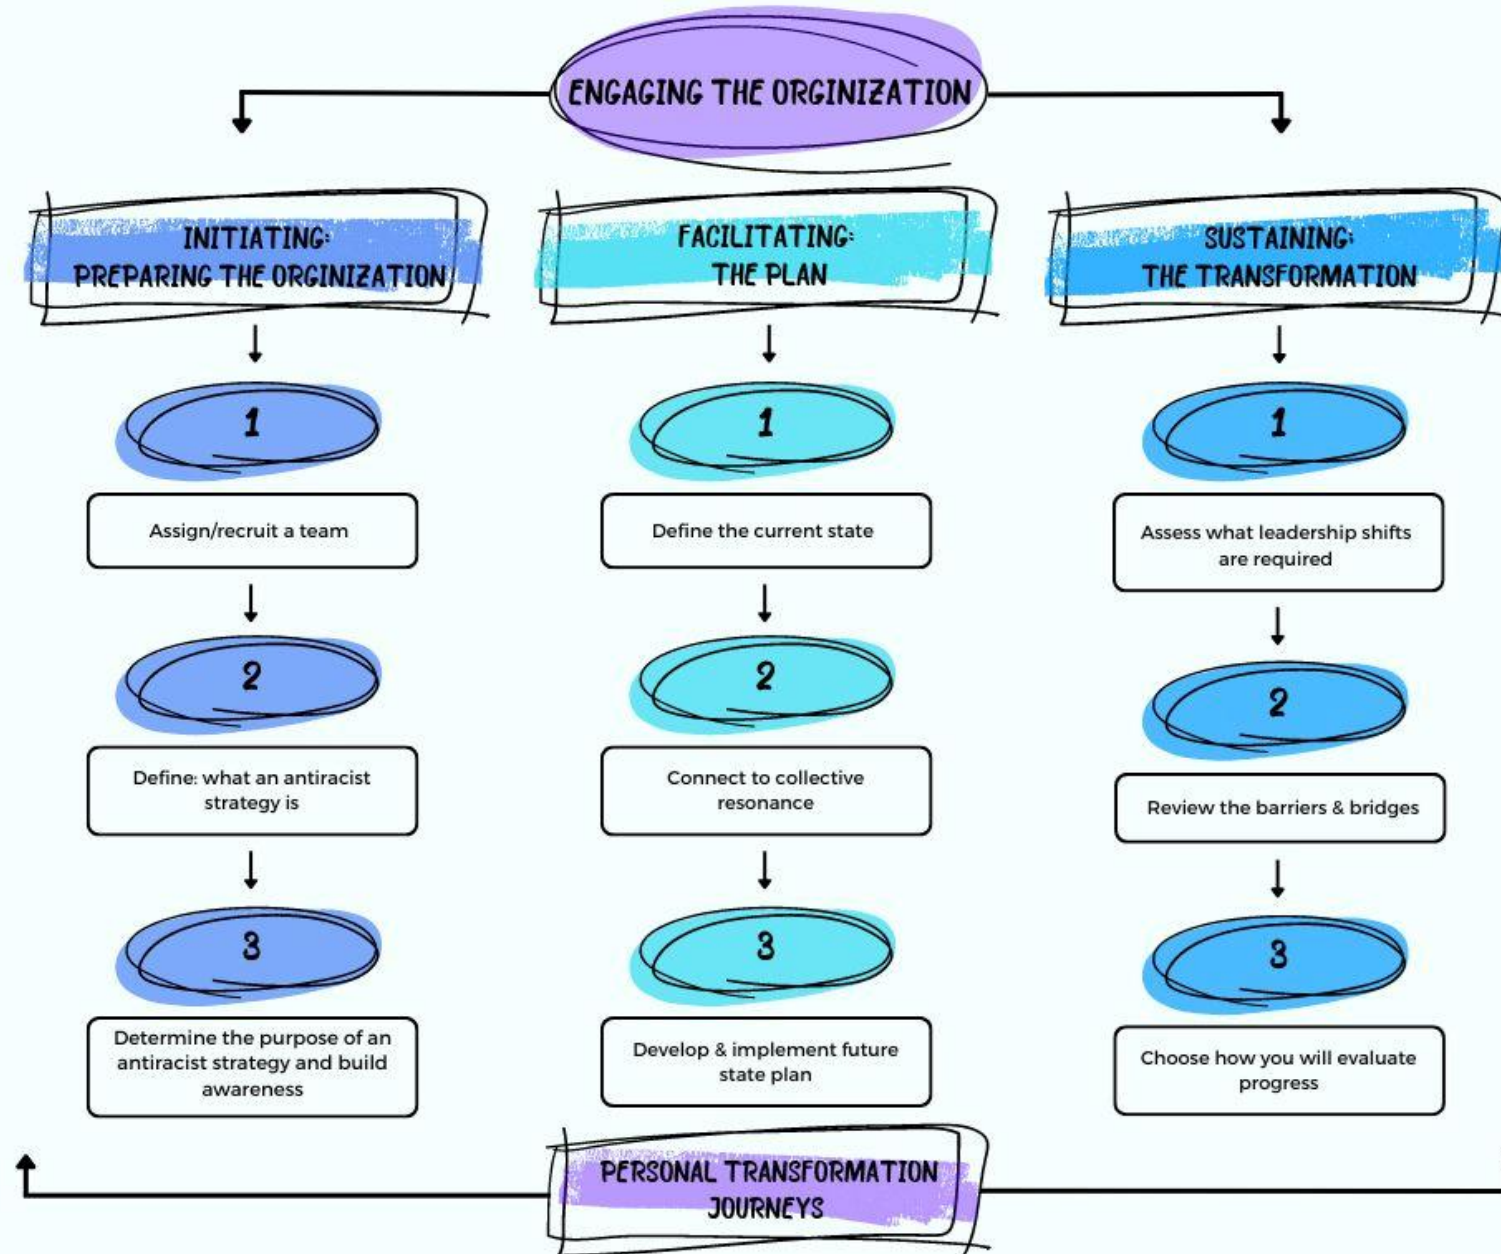 ENGAGING THE ORGINIZATION
INITIATING:
PREPARING THE ORGINIZATION
1
Assign/recruit a team
2
Define: what an antiracist
strategy is
3
Determine the purpose of an
antiracist strategy and build
awareness
FACILITATING:
THE PLAN
1
Define the current state
2
Connect to collective
resonance
3
Develop & implement future
state plan
SUSTAINING:
THE TRANSFORMATION
1
Assess what leadership shifts
are required
2
Review the barriers & bridges
3
Choose how you will evaluate
progress
PERSONAL TRANSFORMATION
JOURNEYS